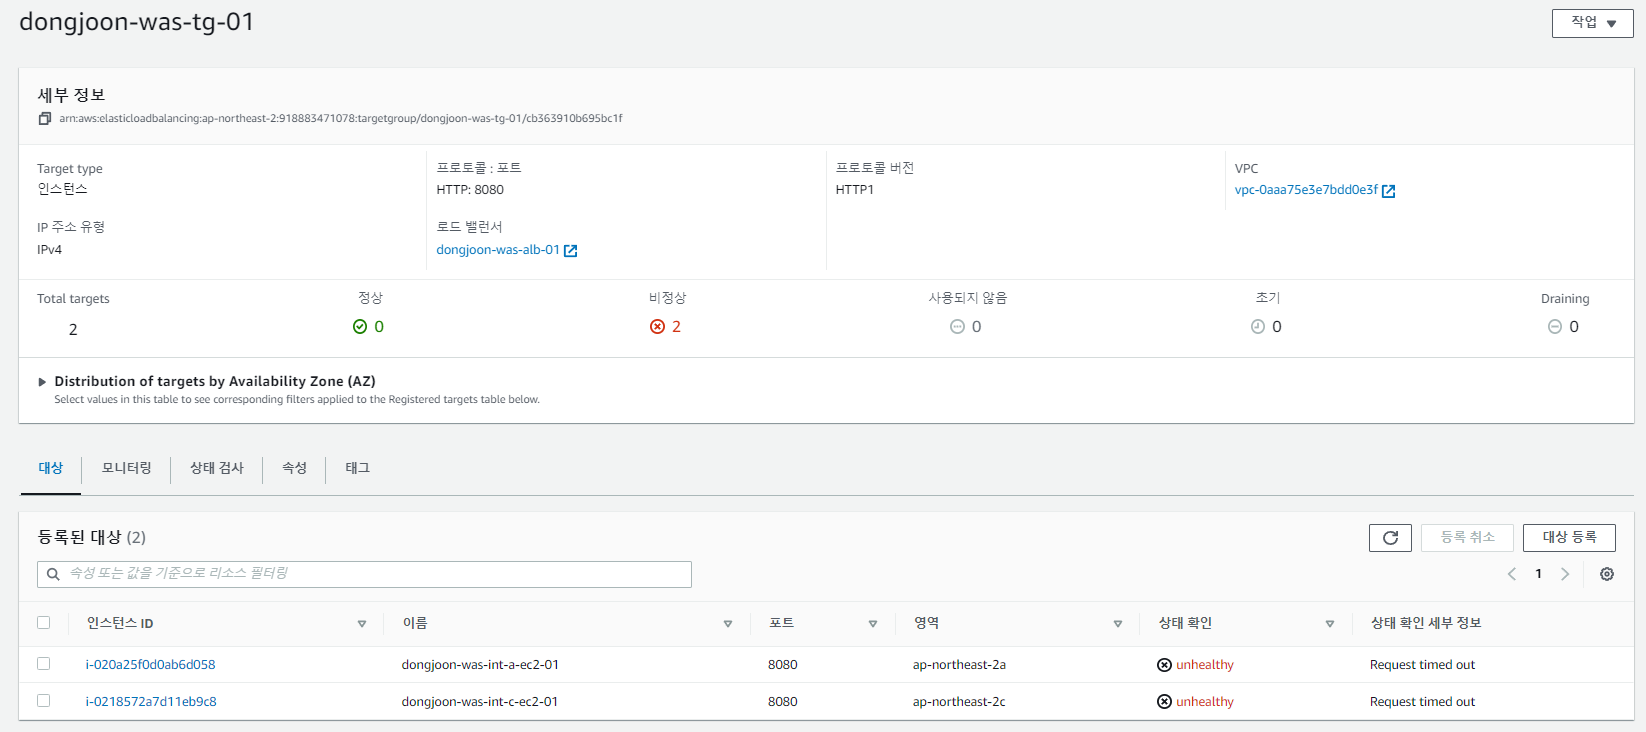 dongjoon-was-tg-01
작업
세부 정보
arn:aws:elasticloadbalancing:ap-northeast-2:918883471078:targetgroup/dongjoon-was-tg-01/cb363910b695bc1f
Target type
인스턴스
프로토콜 : 포트
HTTP: 8080
프로토콜 버전
HTTP1
VPC
vpc-0aaa75e3e7bdd0e3f
IP 주소 유형
IPv4
로드 밸런서
dongjoon-was-alb-01
Total targets
2
정상
0
비정상
2
사용되지 않음
0
초기
0
Draining
0
Distribution of targets by Availability Zone (AZ)
Select values in this table to see corresponding filters applied to the Registered targets table below.
대상 모니터링 상태 검사 속성 태그
등록된 대상 (2)
등록 취소 대상 등록
속성 또는 값을 기준으로 리소스 필터링
1
인스턴스 ID 이름 포트 영역 상태 확인 상태 확인 세부 정보
i-020a25f0d0ab6d058 dongjoon-was-int-a-ec2-01 8080 ap-northeast-2a unhealthy Request timed out
i-0218572a7d11eb9c8 dongjoon-was-int-c-ec2-01 8080 ap-northeast-2c unhealthy Request timed out